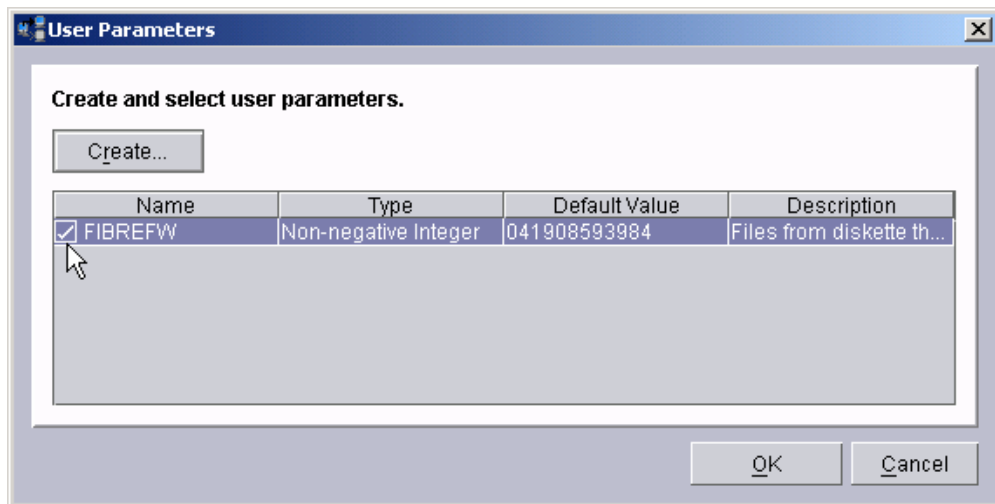 User Parameters
Create and select user parameters.
Create...
Name Type Default Value Description
FIBREFW Non-negative Integer 041908593984 Files from diskette th...
OK Cancel